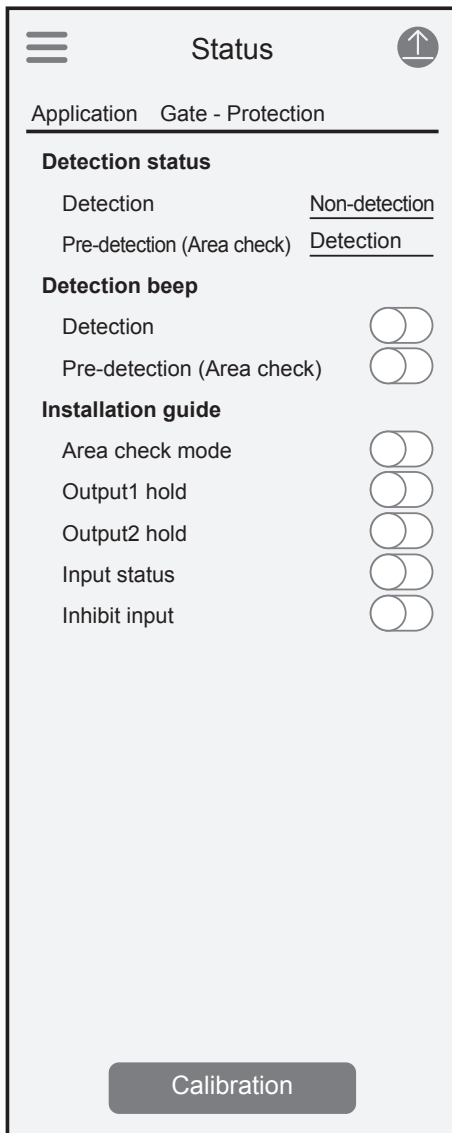 Status
Application Gate - Protection
Detection status
Detection Non-detection
Pre-detection (Area check) Detection
Detection beep
Detection
Pre-detection (Area check)
Installation guide
Area check mode
Output1 hold
Output2 hold
Input status
Inhibit input
Calibration